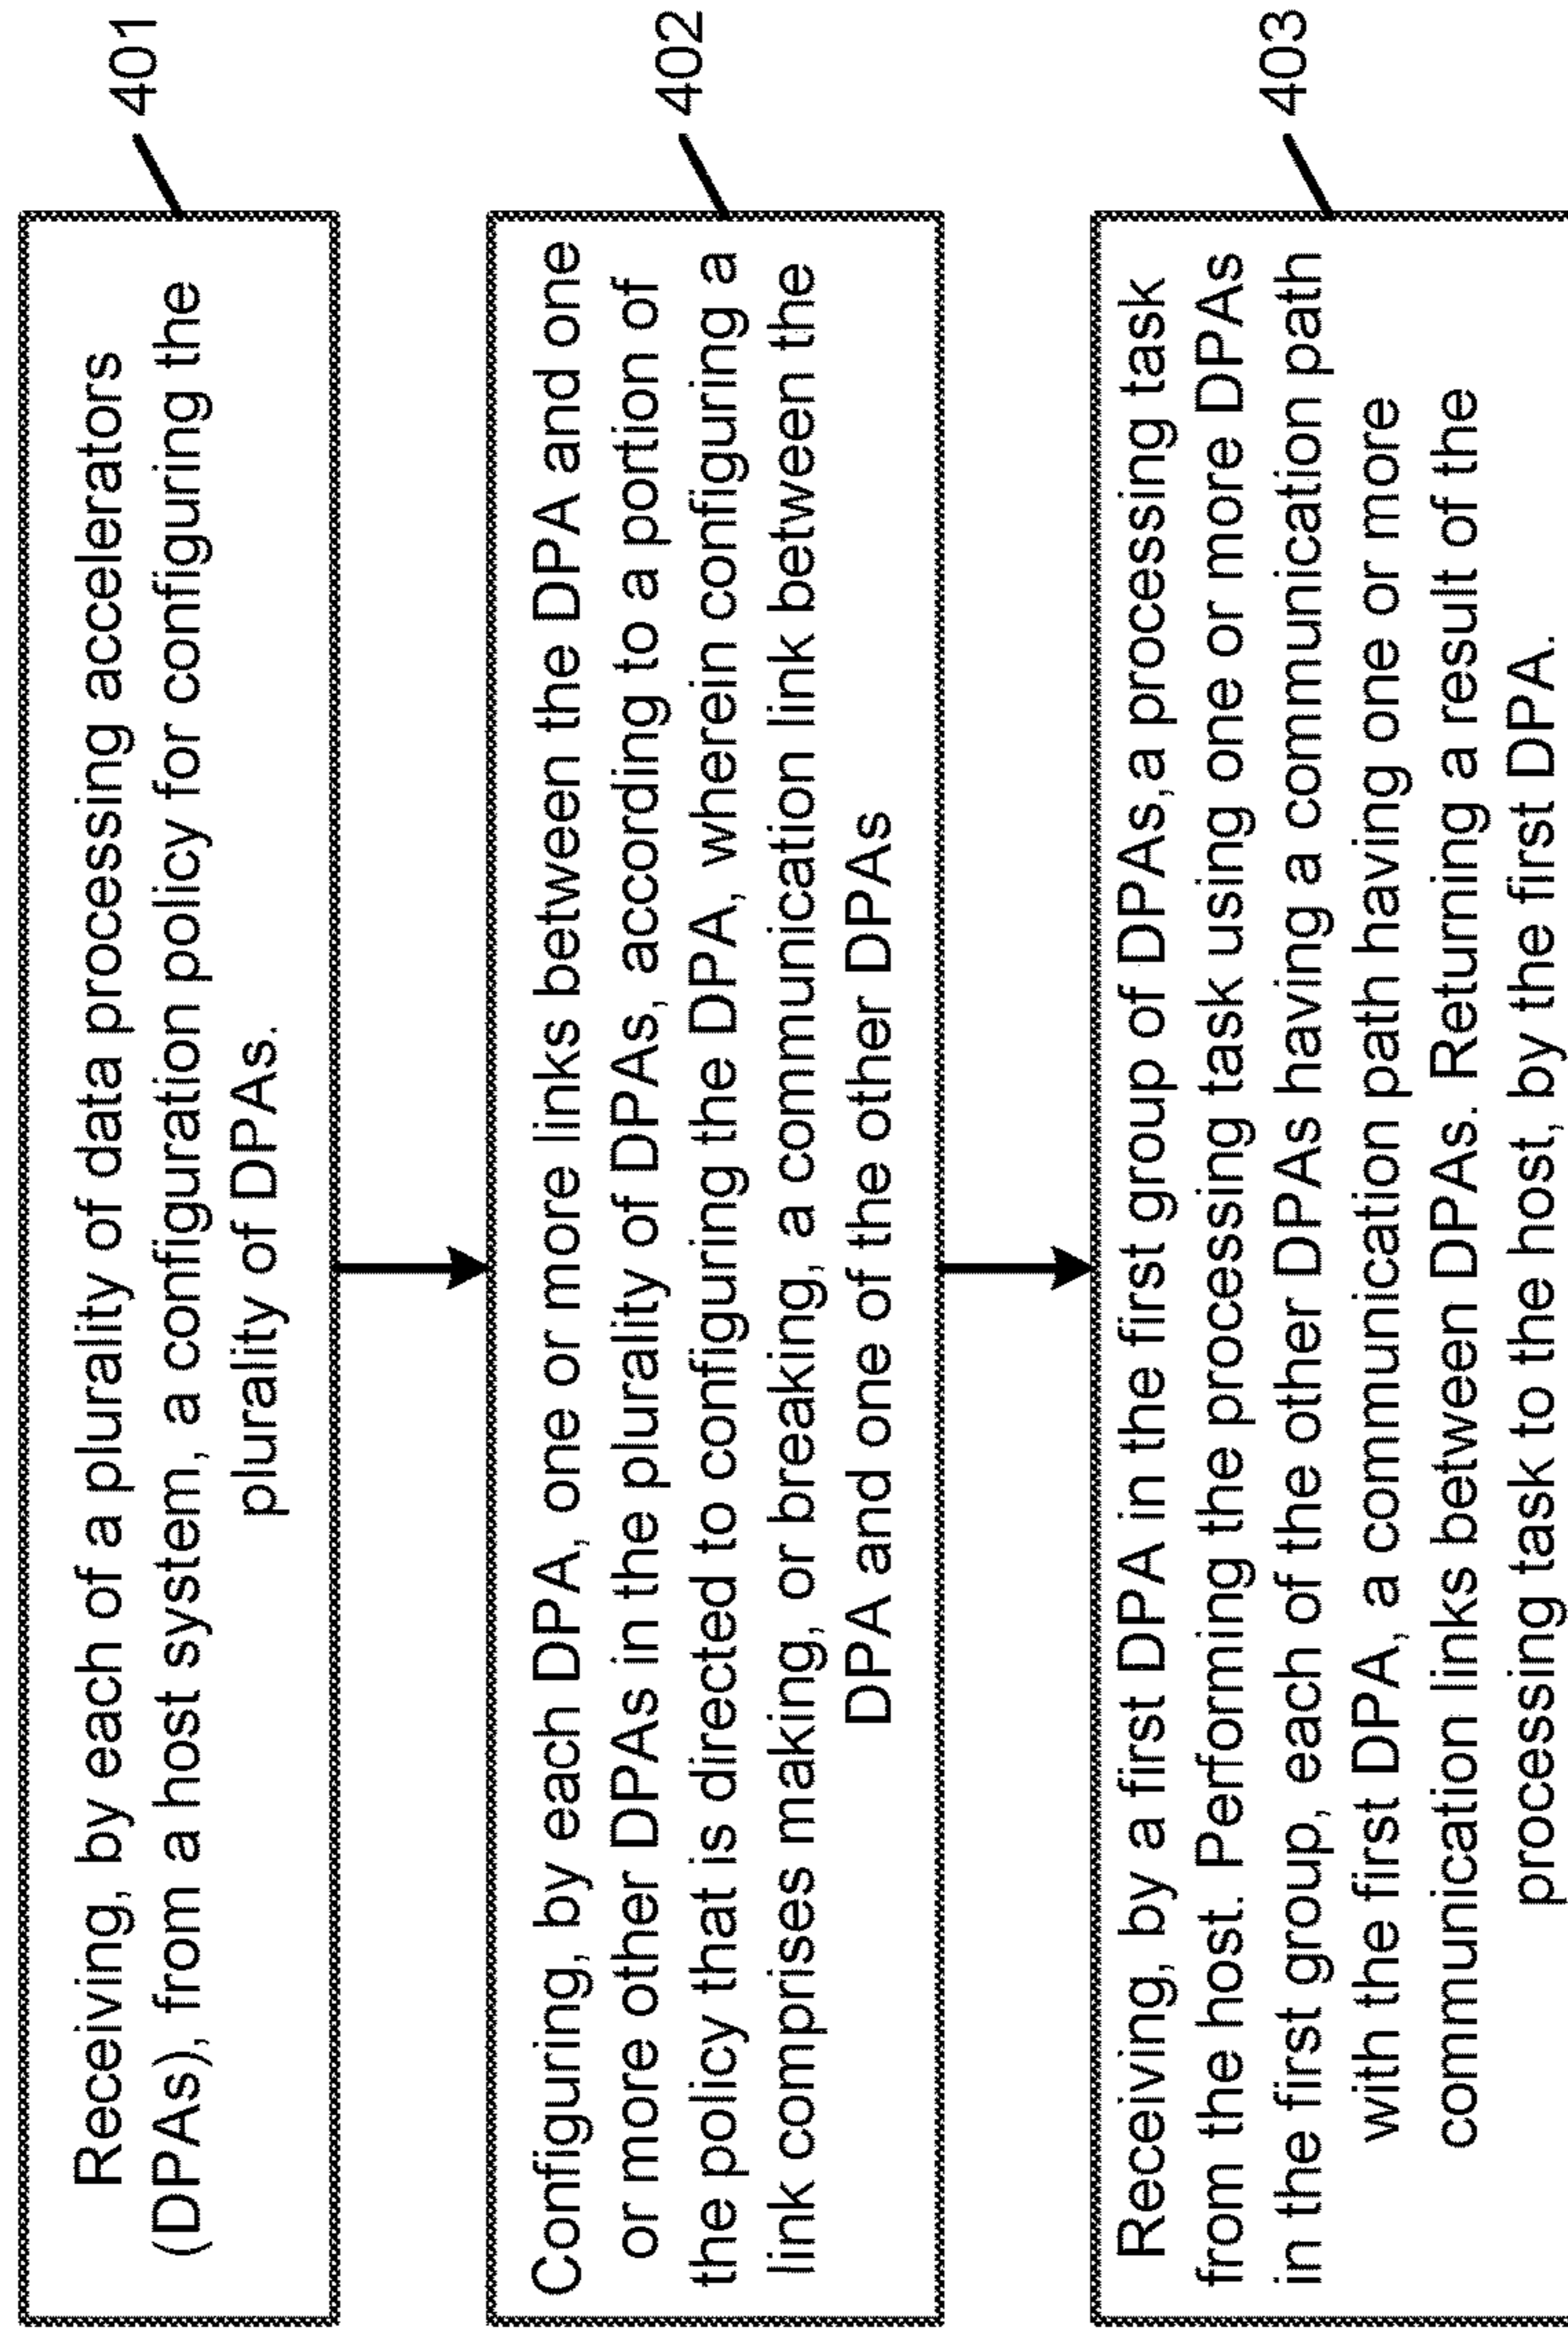 Receiving, by each of a plurality of data processing accelerators
(DPAs), from a host system, a configuration policy for configuring the
plurality of DPAs.
401
Configuring, by each DPA, one or more links between the DPA and one
or more other DPAs in the plurality of DPAs, according to a portion of
the policy that is directed to configuring the DPA, wherein configuring a
link comprises making, or breaking, a communication link between the
DPA and one of the other DPAs
402
Receiving, by a first DPA in the first group of DPAs,a processing task
from the host. Performing the processing task using one or more DPAs
in the first group, each of the other DPAs having a communication path
with the first DPA, a communication path having one or more
communication links between DPAs. Returning a result of the
processing task to the host, by the first DPA.
403